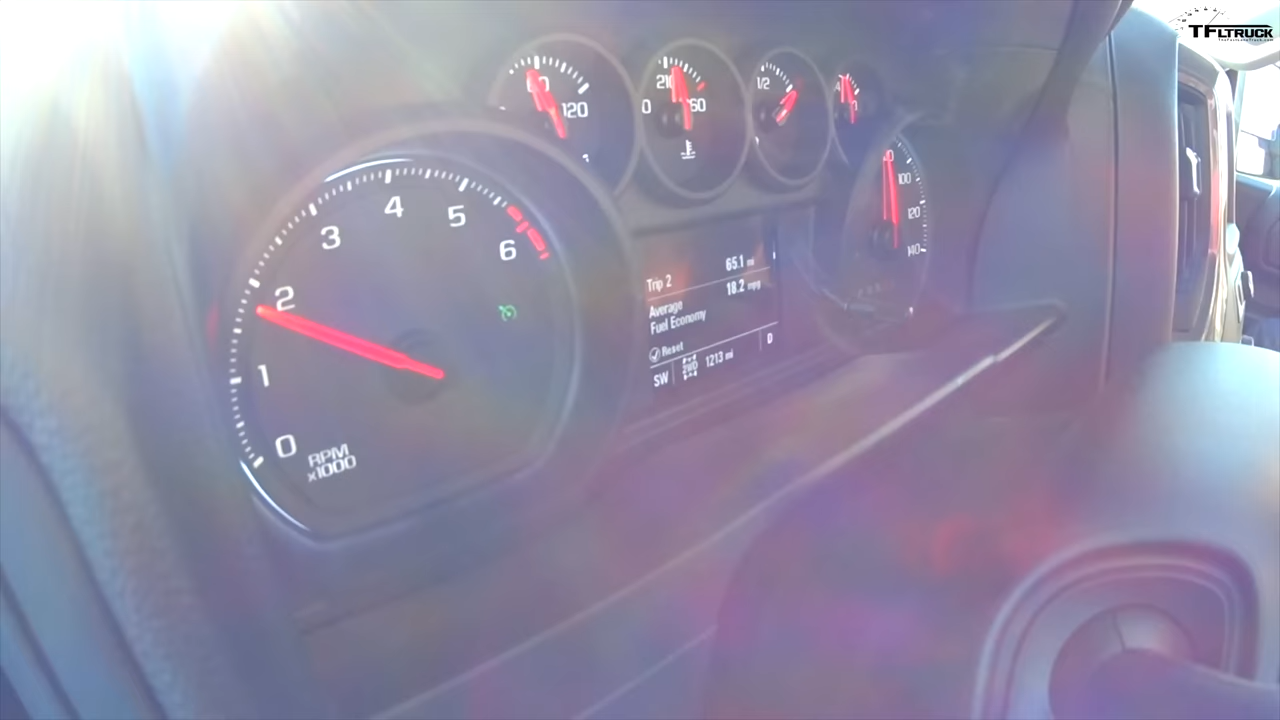 TFLTRUCK
120
210
60
1/2
100
120
140
0
1
2
3
4
5
6
RPM
x1000
Trip 2 65.1 mi
Average 18.2 mpg
Fuel Economy
Reset
SW 2WD 1213 mi D